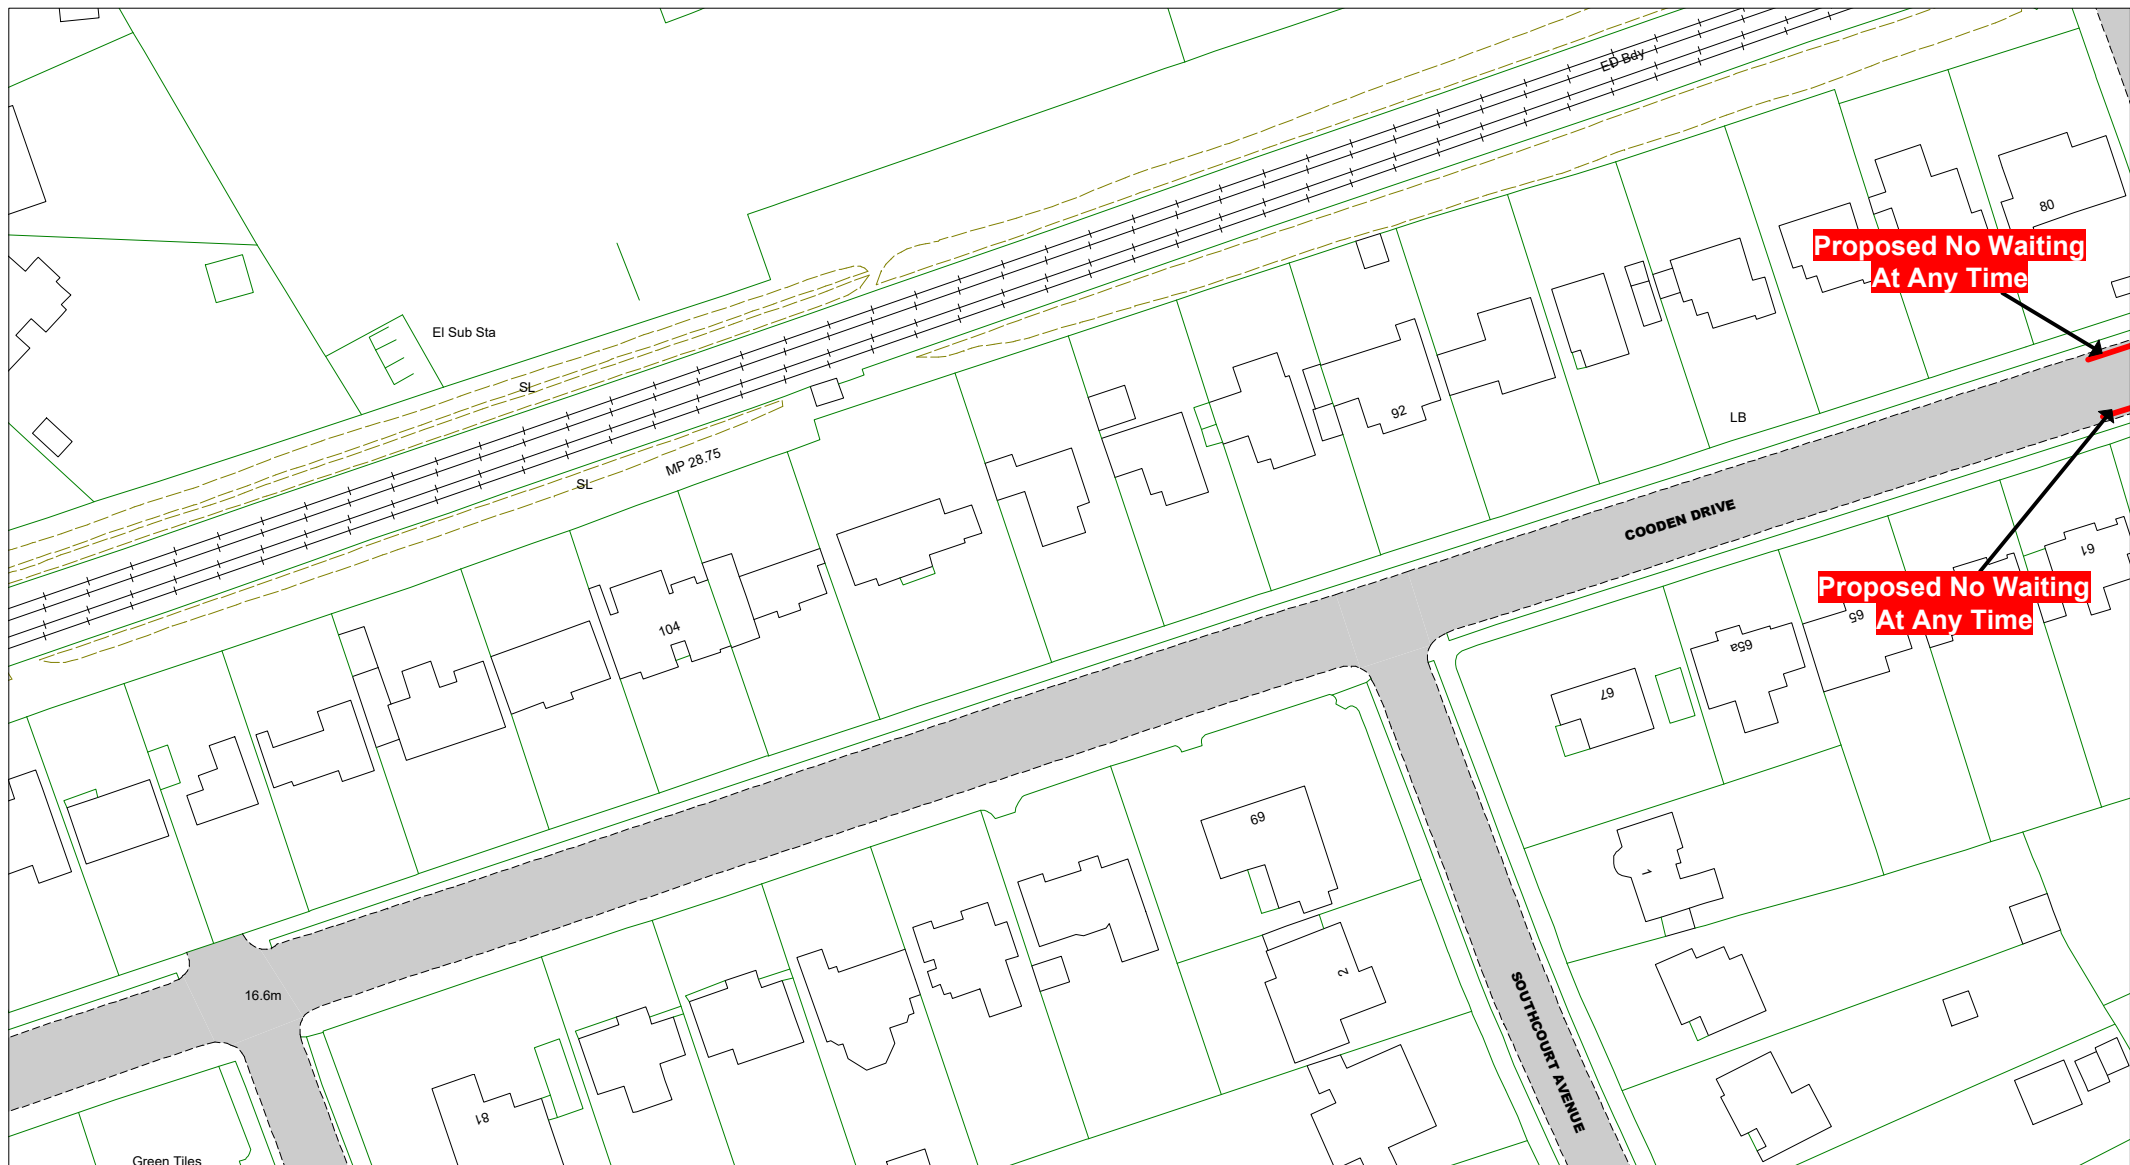 ED Bdy
80
Proposed No Waiting
At Any Time
El Sub Sta
SL
92
LB
MP 28.75
SL
COODEN DRIVE
61
Proposed No Waiting
At Any Time
65
104
65a
67
69
1
2
16.6m
SOUTHCOURT AVENUE
81
Green Tiles